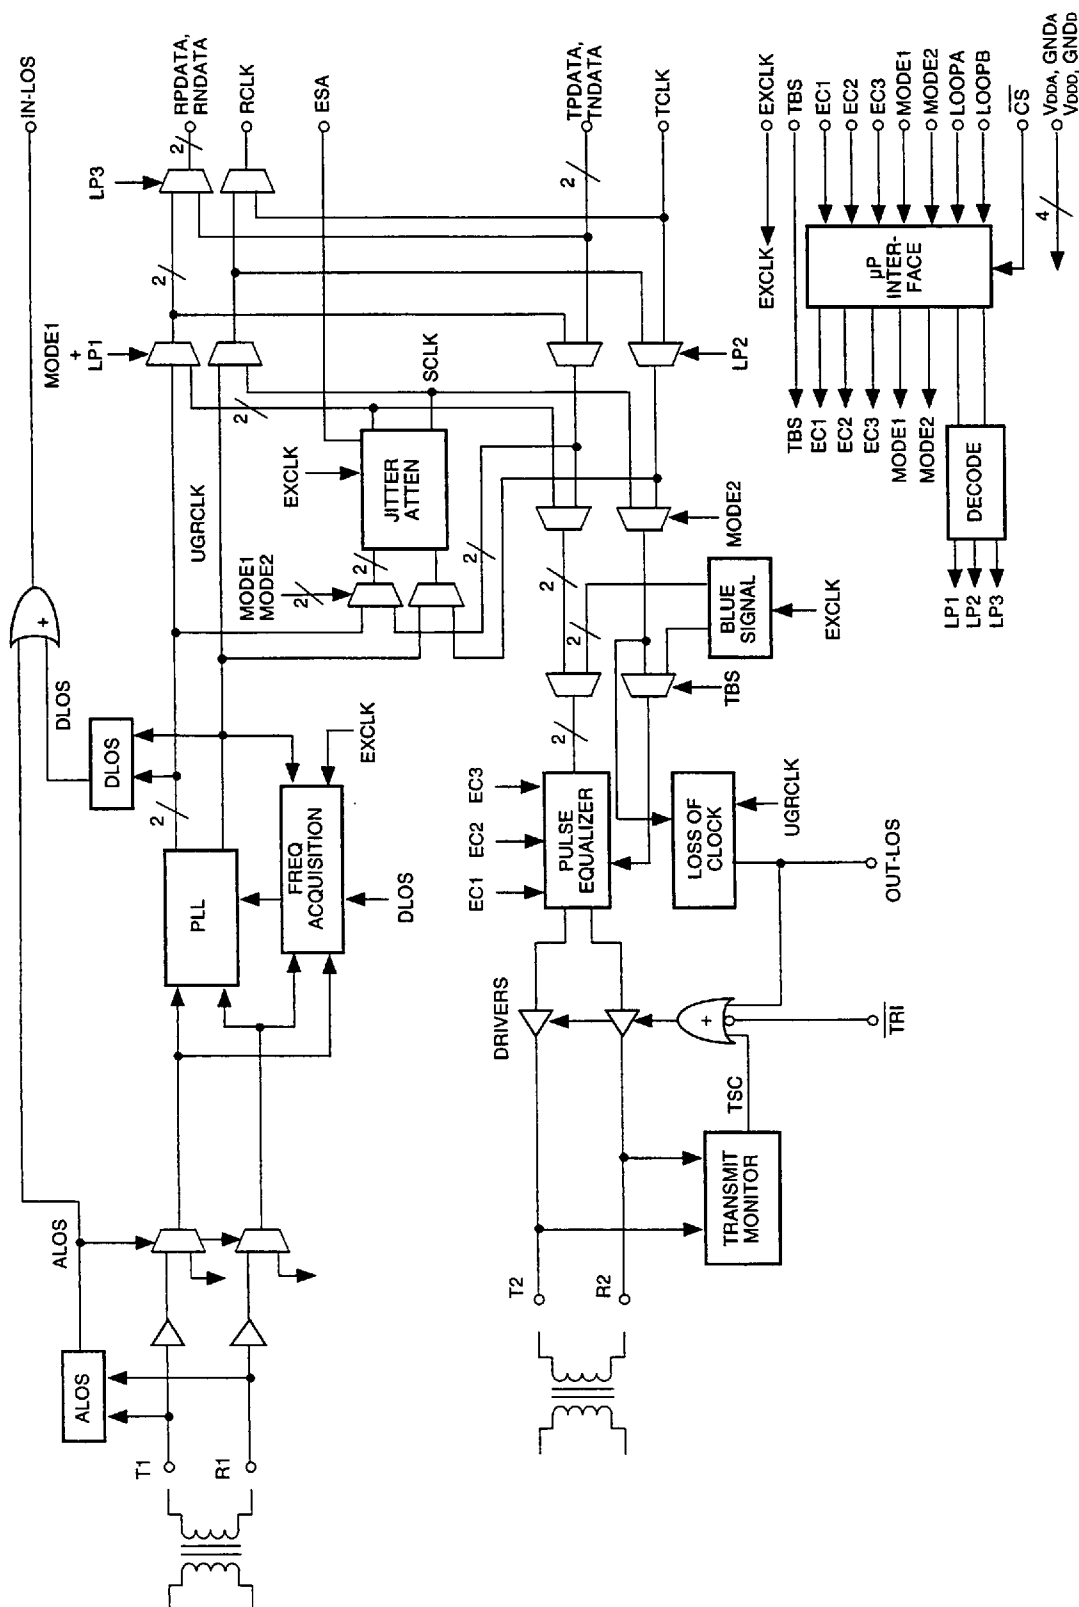 ALOS
ALOS
T1
R1
PLL
FREQ
ACQUISITION
DLOS
EXCLK
2
DLOS
DLOS
+
IN-LOS
UGRCLK
MODE1
MODE2
2
2
EXCLK
JITTER
ATTEN
2
SCLK
MODE1
+
LP1
2
LP3
2
RPDATA,
RNDATA
RCLK
ESA
T2
R2
TRANSMIT
MONITOR
TSC
DRIVERS
+
TRI
EC1
EC2
EC3
PULSE
EQUALIZER
LOSS OF
CLOCK
UGRCLK
OUT-LOS
2
TBS
2
2
BLUE
SIGNAL
EXCLK
2
MODE2
LP2
2
TPDATA,
TNDATA
TCLK
EXCLK
EXCLK
TBS
TBS
EC1
EC1
EC2
EC2
EC3
EC3
MODE1
MODE1
MODE2
MODE2
LOOPA
LOOPB
µP
INTER-
FACE
CS
DECODE
LP1
LP2
LP3
4
VDDA, GNDA
VDDD, GNDD